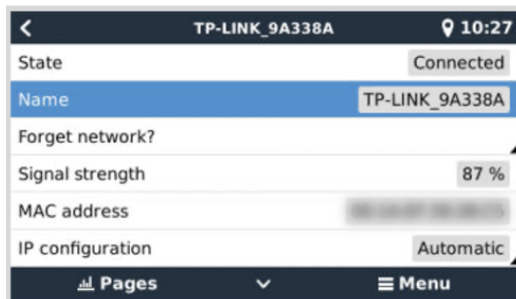 TP-LINK_9A338A 10:27
State Connected
Name TP-LINK_9A338A
Forget network?
Signal strength 87 %
MAC address
IP configuration Automatic
Pages Menu